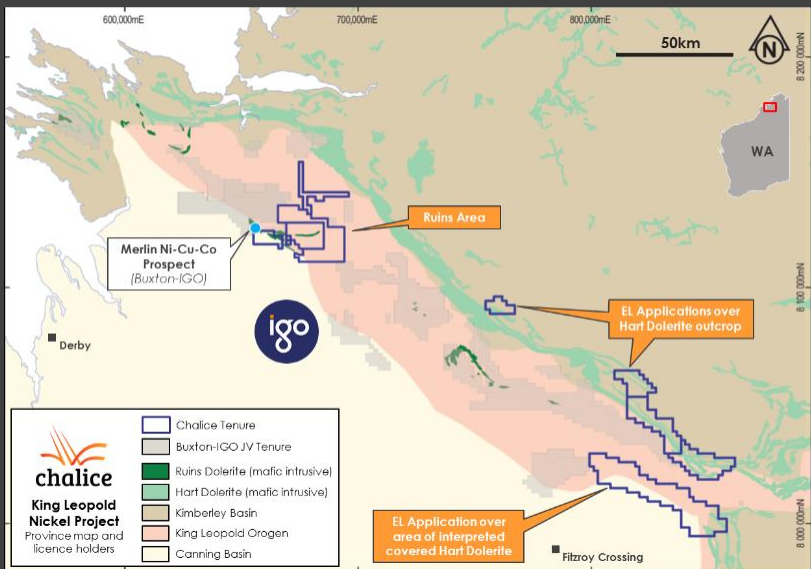 600,000mE
700,000mE
800,000mE
50km
N
8 200 000mN
WA
Ruins Area
Merlin Ni-Cu-Co
Prospect
(Buxton-IGO)
igo
8 100 000mN
EL Applications over
Hart Dolerite outcrop
Derby
chalice
King Leopold
Nickel Project
Province map and
licence holders
Chalice Tenure
Buxton-IGO JV Tenure
Ruins Dolerite (mafic intrusive)
Hart Dolerite (mafic intrusive)
Kimberley Basin
King Leopold Orogen
Canning Basin
EL Application over
area of interpreted
covered Hart Dolerite
Fitzroy Crossing
8 000 000mN